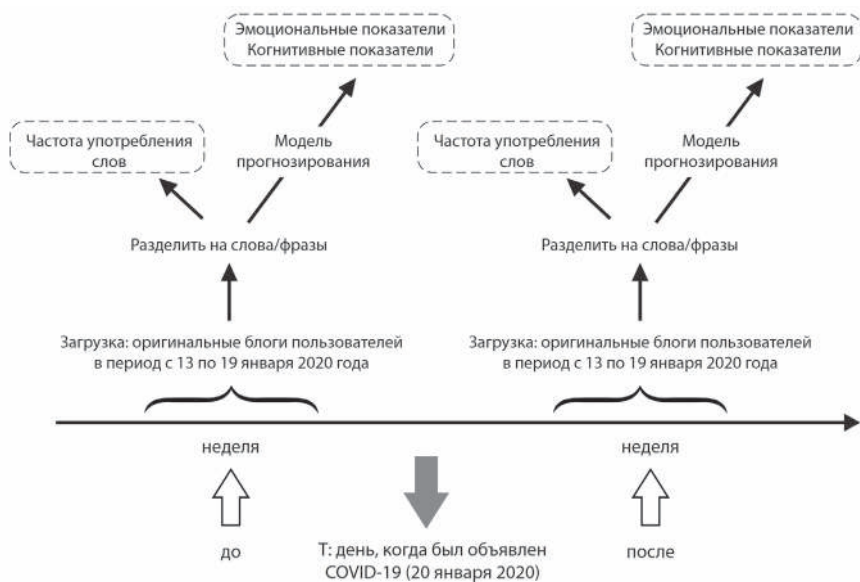 Эмоциональные показатели
Когнитивные показатели
Эмоциональные показатели
Когнитивные показатели
Частота употребления
слов
Модель
прогнозирования
Частота употребления
слов
Модель
прогнозирования
Разделить на слова/фразы
Разделить на слова/фразы
Загрузка: оригинальные блоги пользователей
в период с 13 по 19 января 2020 года
Загрузка: оригинальные блоги пользователей
в период с 13 по 19 января 2020 года
неделя
неделя
до
Т: день, когда был объявлен
COVID-19 (20 января 2020)
после